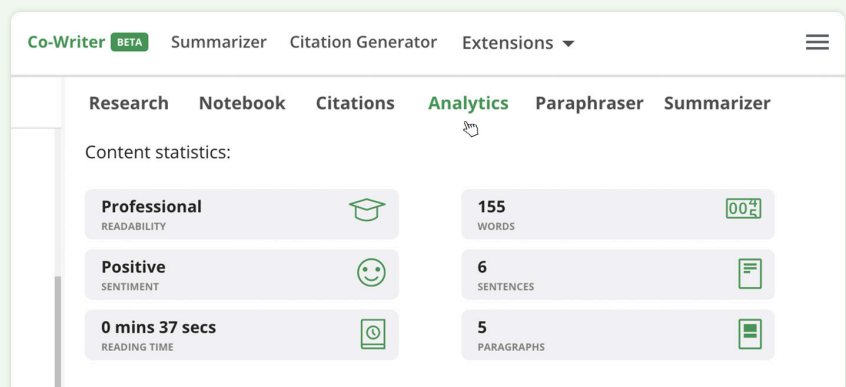 Co-Writer BETA Summarizer Citation Generator Extensions
Research Notebook Citations Analytics Paraphraser Summarizer
Content statistics:
Professional
READABILITY
155
WORDS
Positive
SENTIMENT
6
SENTENCES
0 mins 37 secs
READING TIME
5
PARAGRAPHS